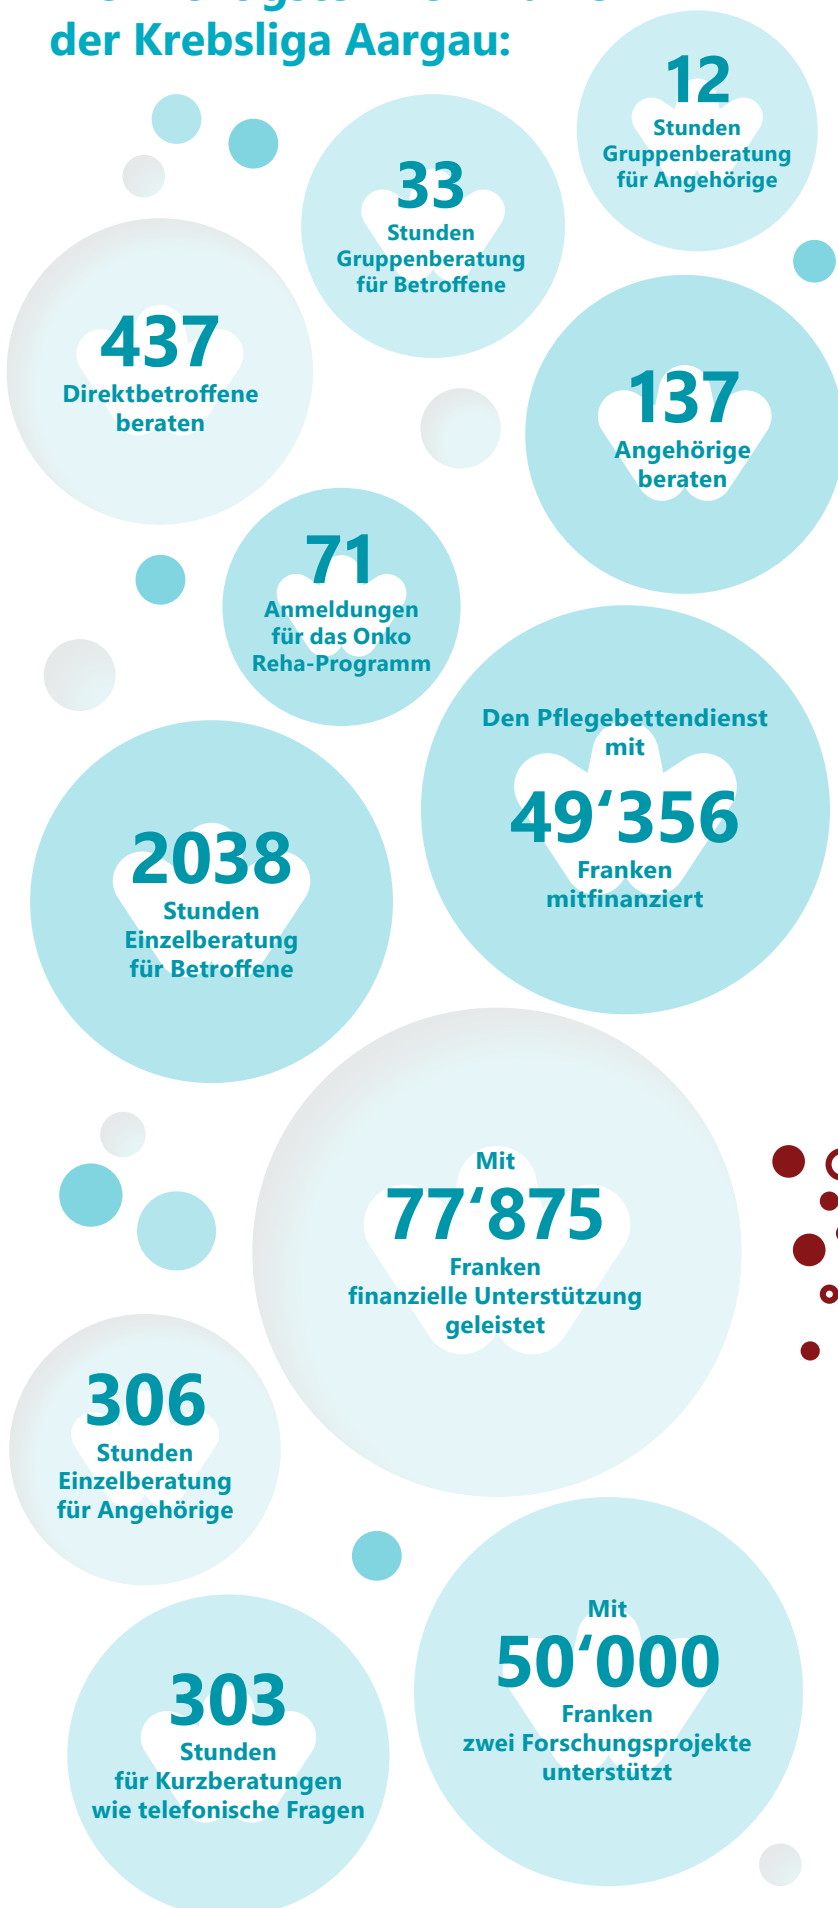 der Krebsliga Aargau:
12
Stunden
Gruppenberatung
für Angehörige
33
Stunden
Gruppenberatung
für Betroffene
437
Direktbetroffene
beraten
137
Angehörige
beraten
71
Anmeldungen
für das Onko
Reha-Programm
Den Pflegebettendienst
mit
49‘356
Franken
mitfinanziert
2038
Stunden
Einzelberatung
für Betroffene
Mit
77‘875
Franken
finanzielle Unterstützung
geleistet
306
Stunden
Einzelberatung
für Angehörige
Mit
50‘000
Franken
zwei Forschungsprojekte
unterstützt
303
Stunden
für Kurzberatungen
wie telefonische Fragen